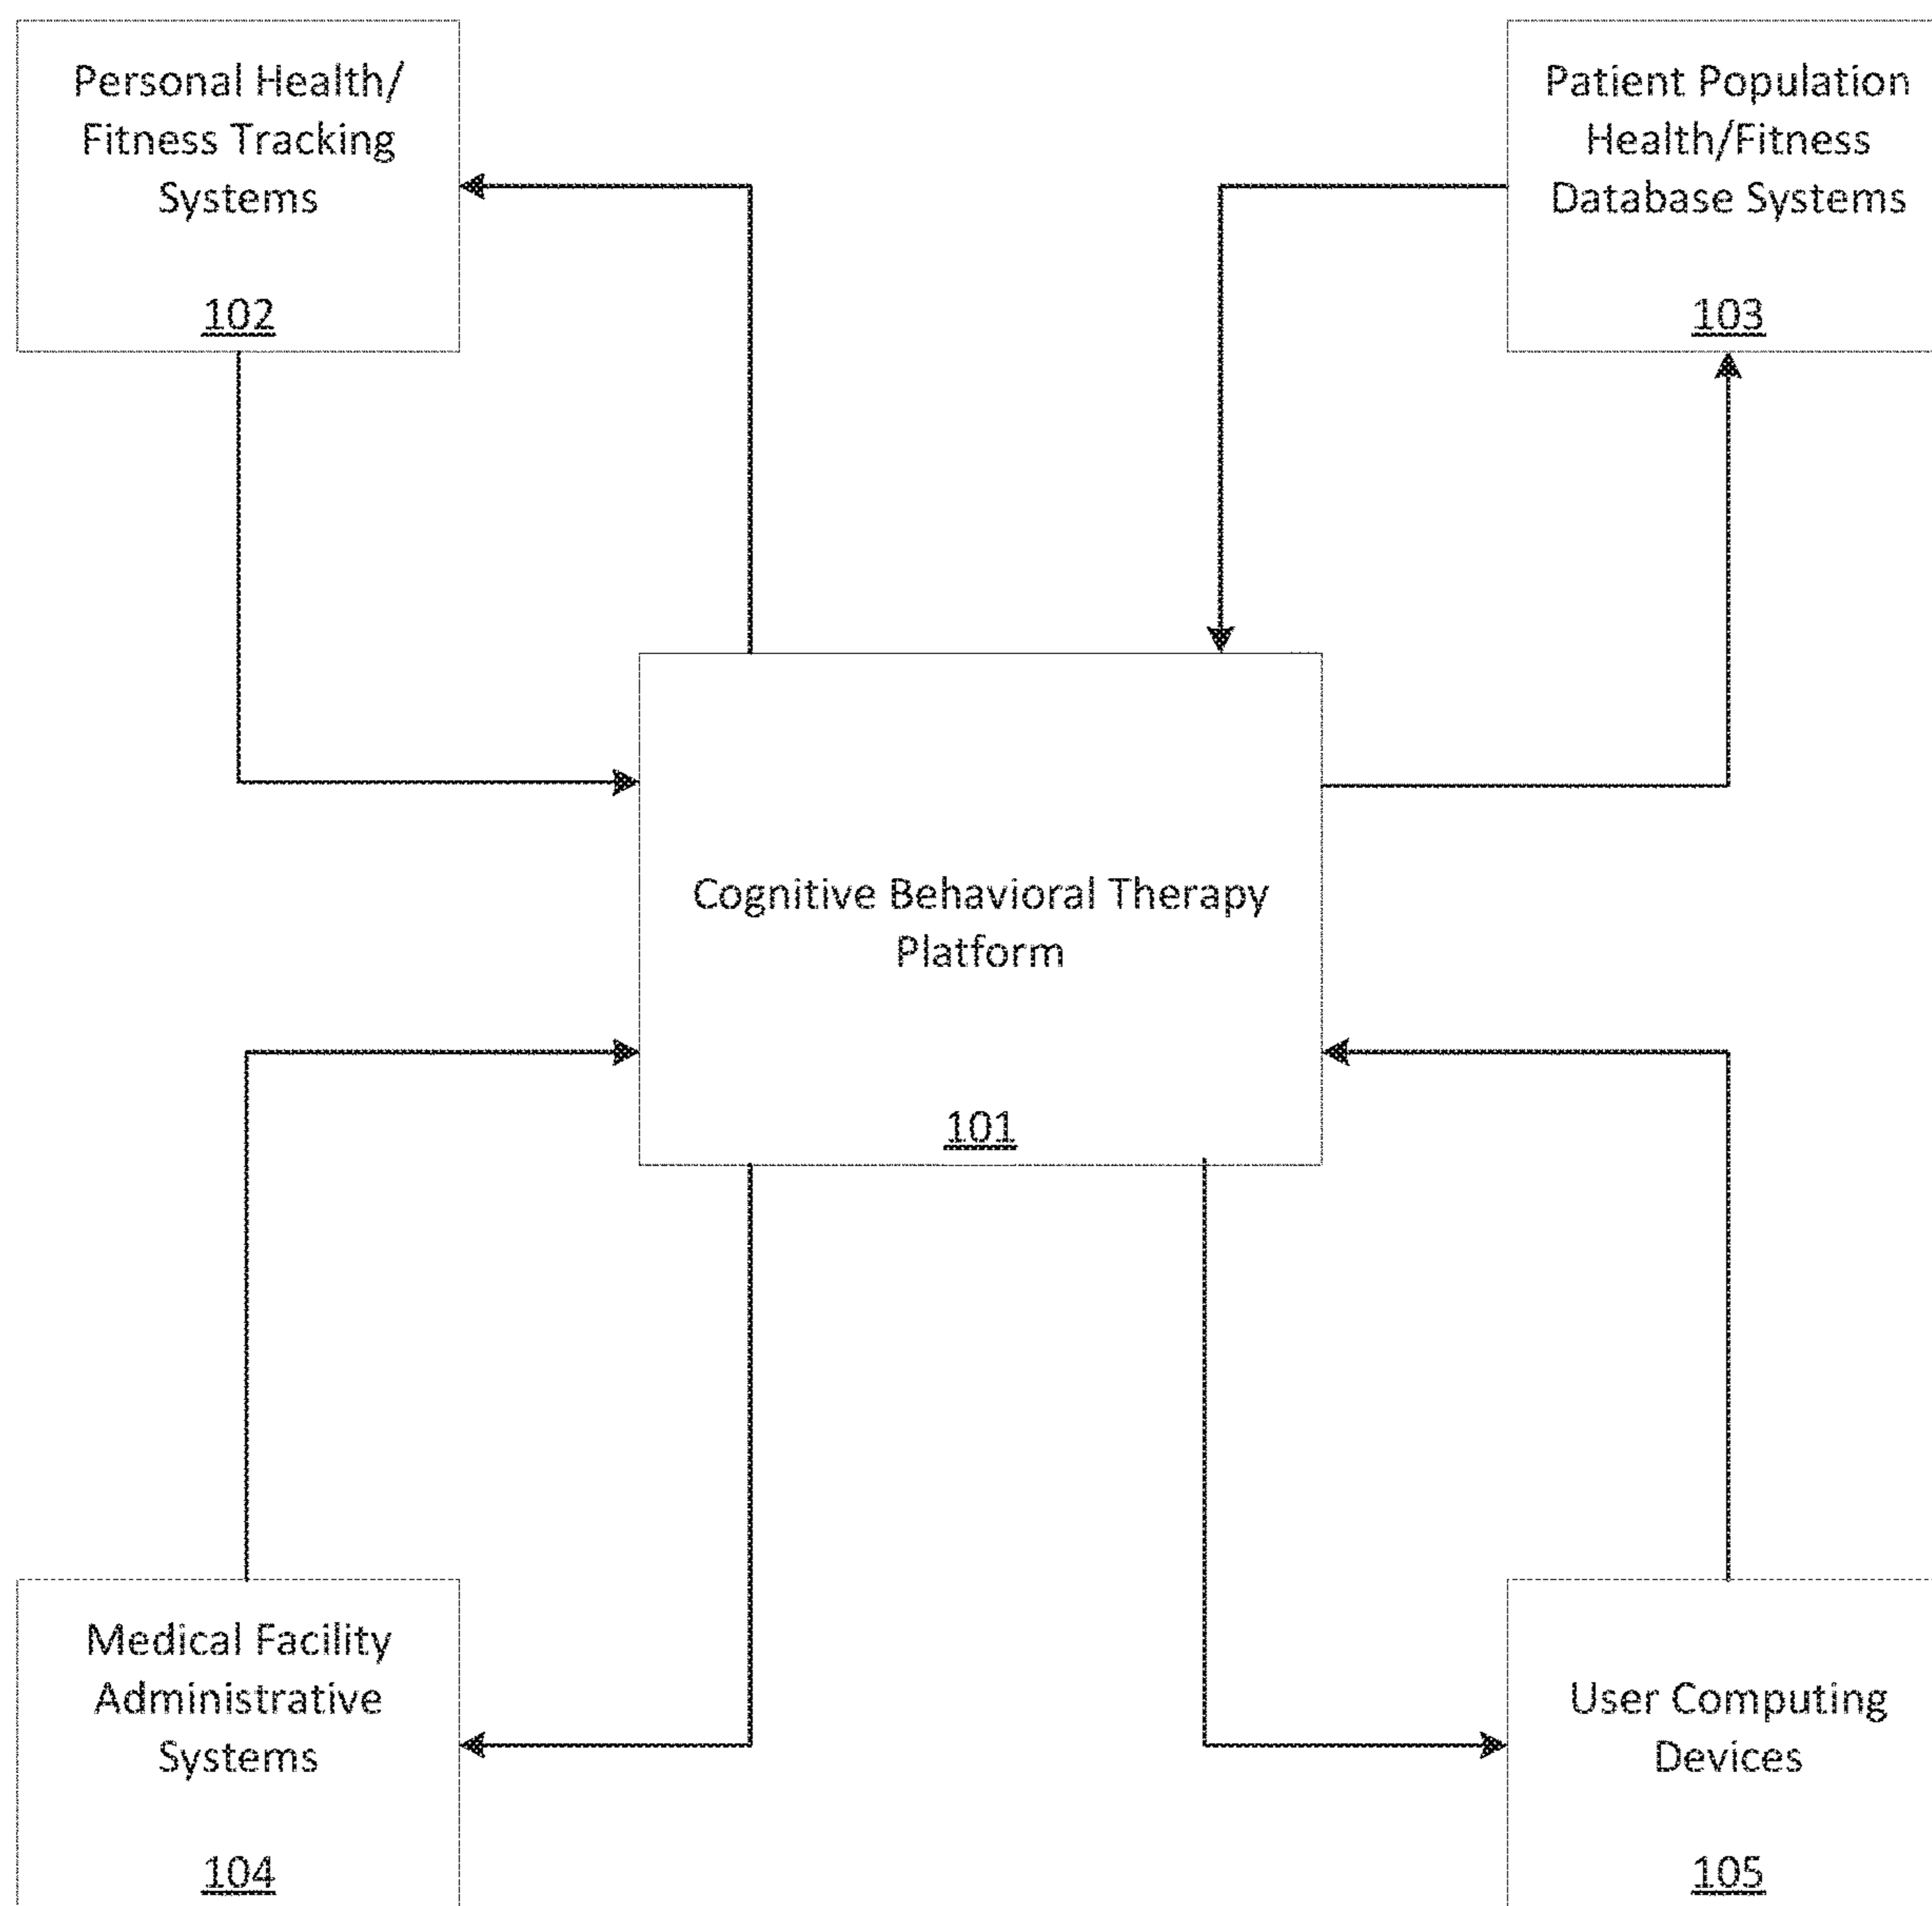 Personal Health/
Fitness Tracking
Systems
102
Patient Population
Health/Fitness
Database Systems
103
Cognitive Behavioral Therapy
Platform
101
Medical Facility
Administrative
Systems
104
User Computing
Devices
105